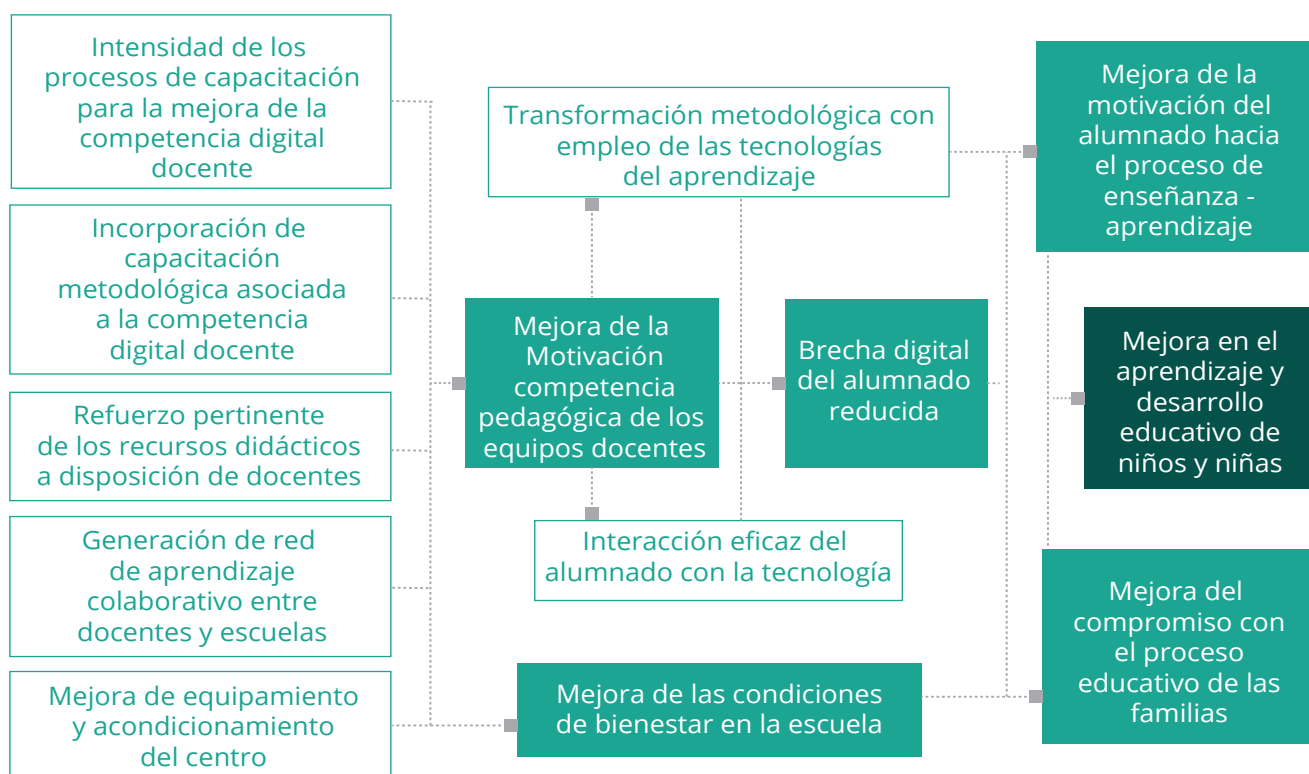 Intensidad de los
procesos de capacitación
para la mejora de la
competencia digital
docente
Incorporación de
capacitación
metodológica asociada
a la competencia
digital docente
Refuerzo pertinente
de los recursos didácticos
a disposición de docentes
Generación de red
de aprendizaje
colaborativo entre
docentes y escuelas
Mejora de equipamiento
y acondicionamiento
del centro
Transformación metodológica con
empleo de las tecnologías
del aprendizaje
Mejora de la
Motivación
competencia
pedagógica de los
equipos docentes
Interacción eficaz del
alumnado con la tecnología
Mejora de las condiciones
de bienestar en la escuela
Brecha digital
del alumnado
reducida
Mejora de la
motivación del
alumnado hacia
el proceso de
enseñanza -
aprendizaje
Mejora en el
aprendizaje y
desarrollo
educativo de
niños y niñas
Mejora del
compromiso con
el proceso
educativo de las
familias